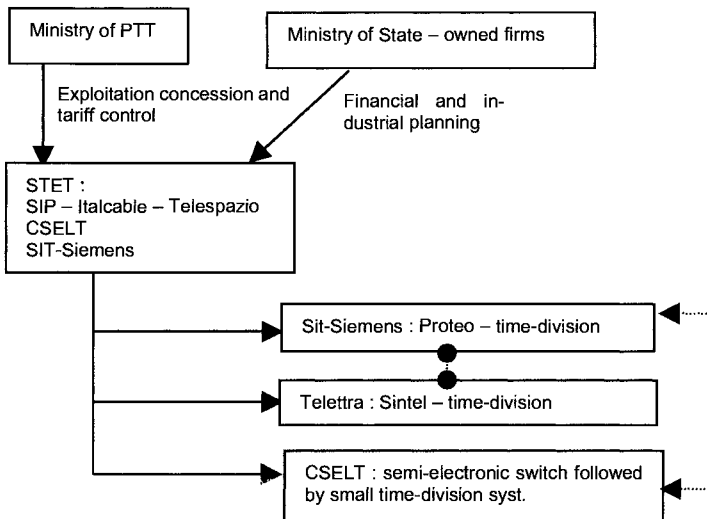 Ministry of PTT
Ministry of State – owned firms
Exploitation concession and
tariff control
Financial and in-
dustrial planning
STET :
SIP – Italcable – Telespazio
CSELT
SIT-Siemens
Sit-Siemens : Proteo – time-division
Telettra : Sintel – time-division
CSELT : semi-electronic switch followed
by small time-division syst.